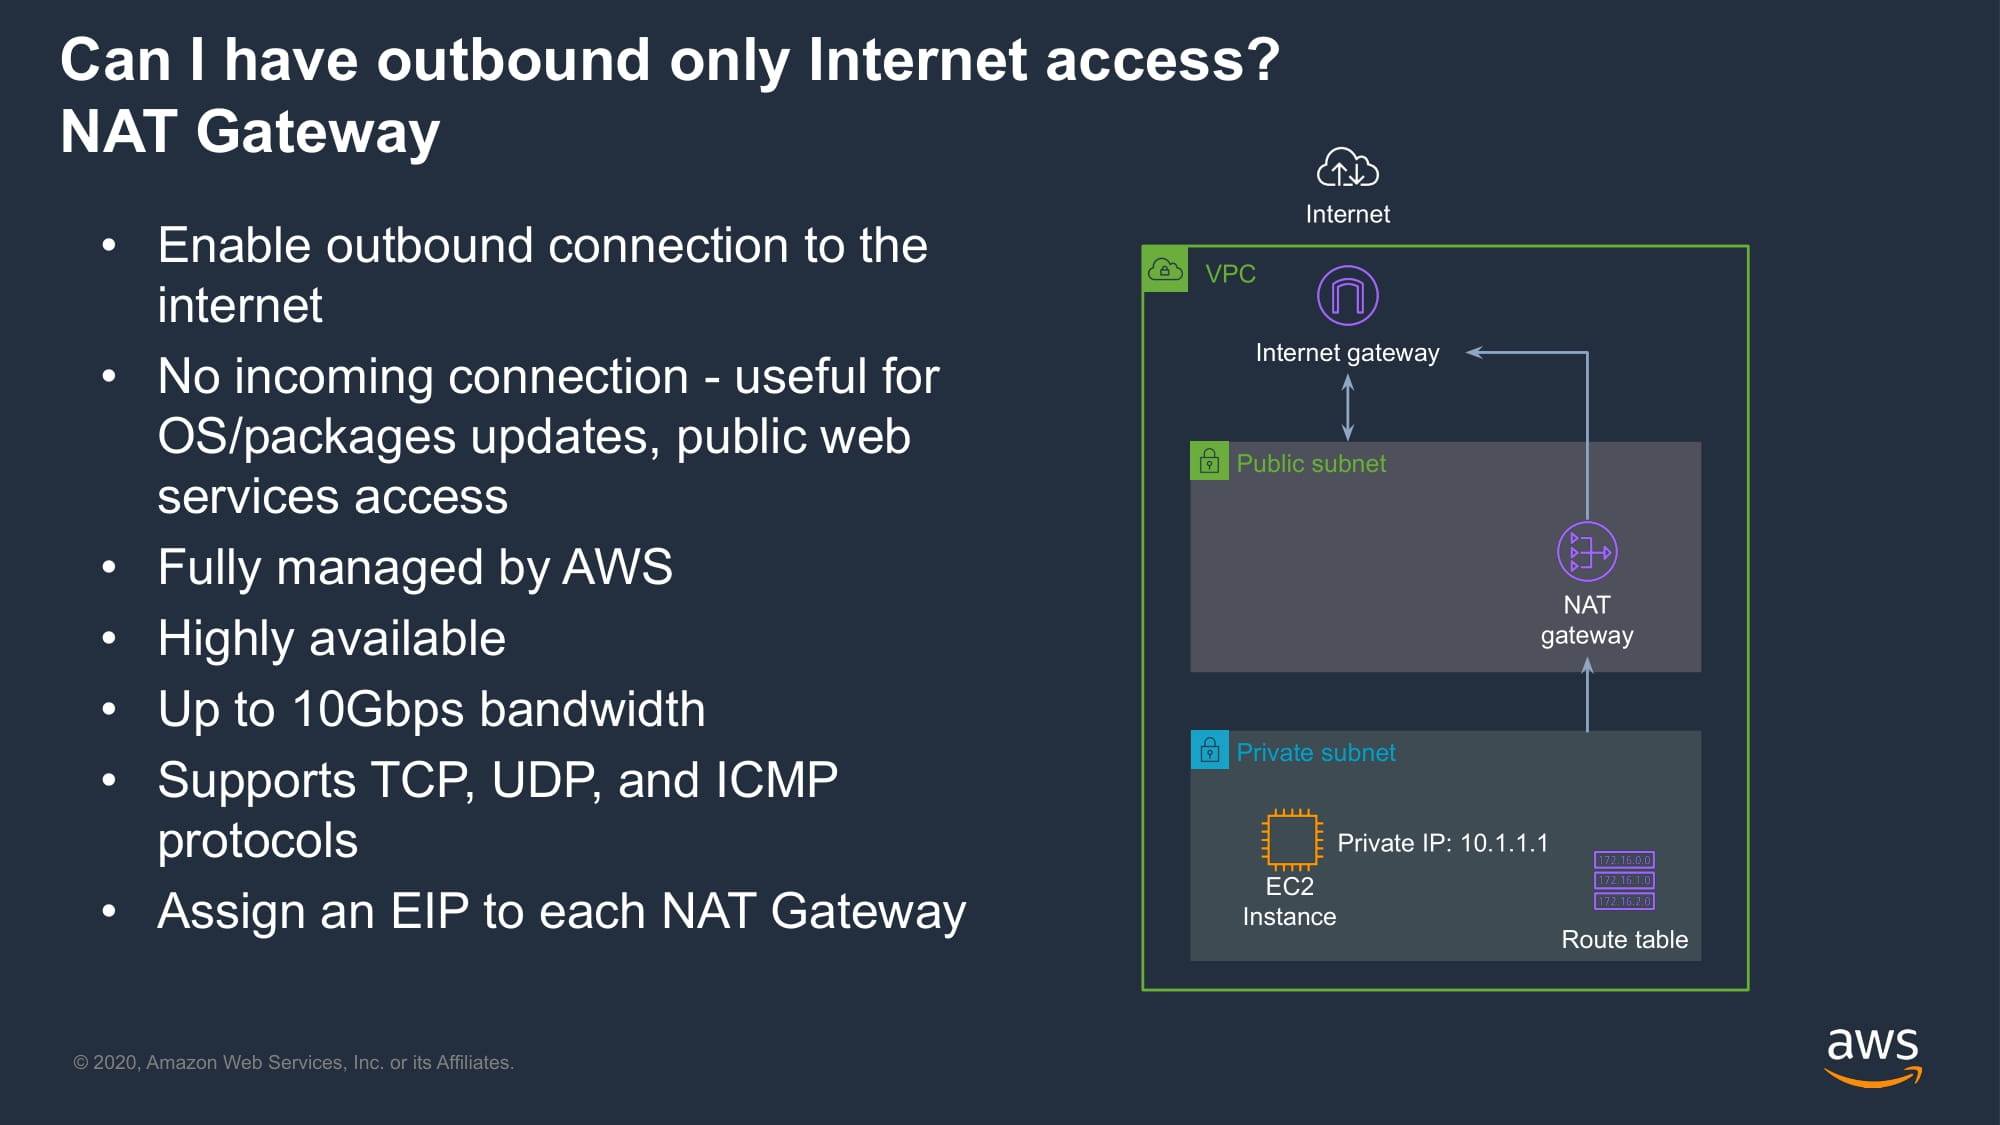 Can I have outbound only Internet access?
NAT Gateway
• Enable outbound connection to the
internet
• No incoming connection - useful for
OS/packages updates, public web
services access
• Fully managed by AWS
• Highly available
• Up to 10Gbps bandwidth
• Supports TCP, UDP, and ICMP
protocols
• Assign an EIP to each NAT Gateway
Internet
VPC
Internet gateway
Public subnet
NAT
gateway
Private subnet
Private IP: 10.1.1.1
EC2
Instance
172.16.0.0
172.16.1.0
172.16.2.0
Route table
© 2020, Amazon Web Services, Inc. or its Affiliates.
aws